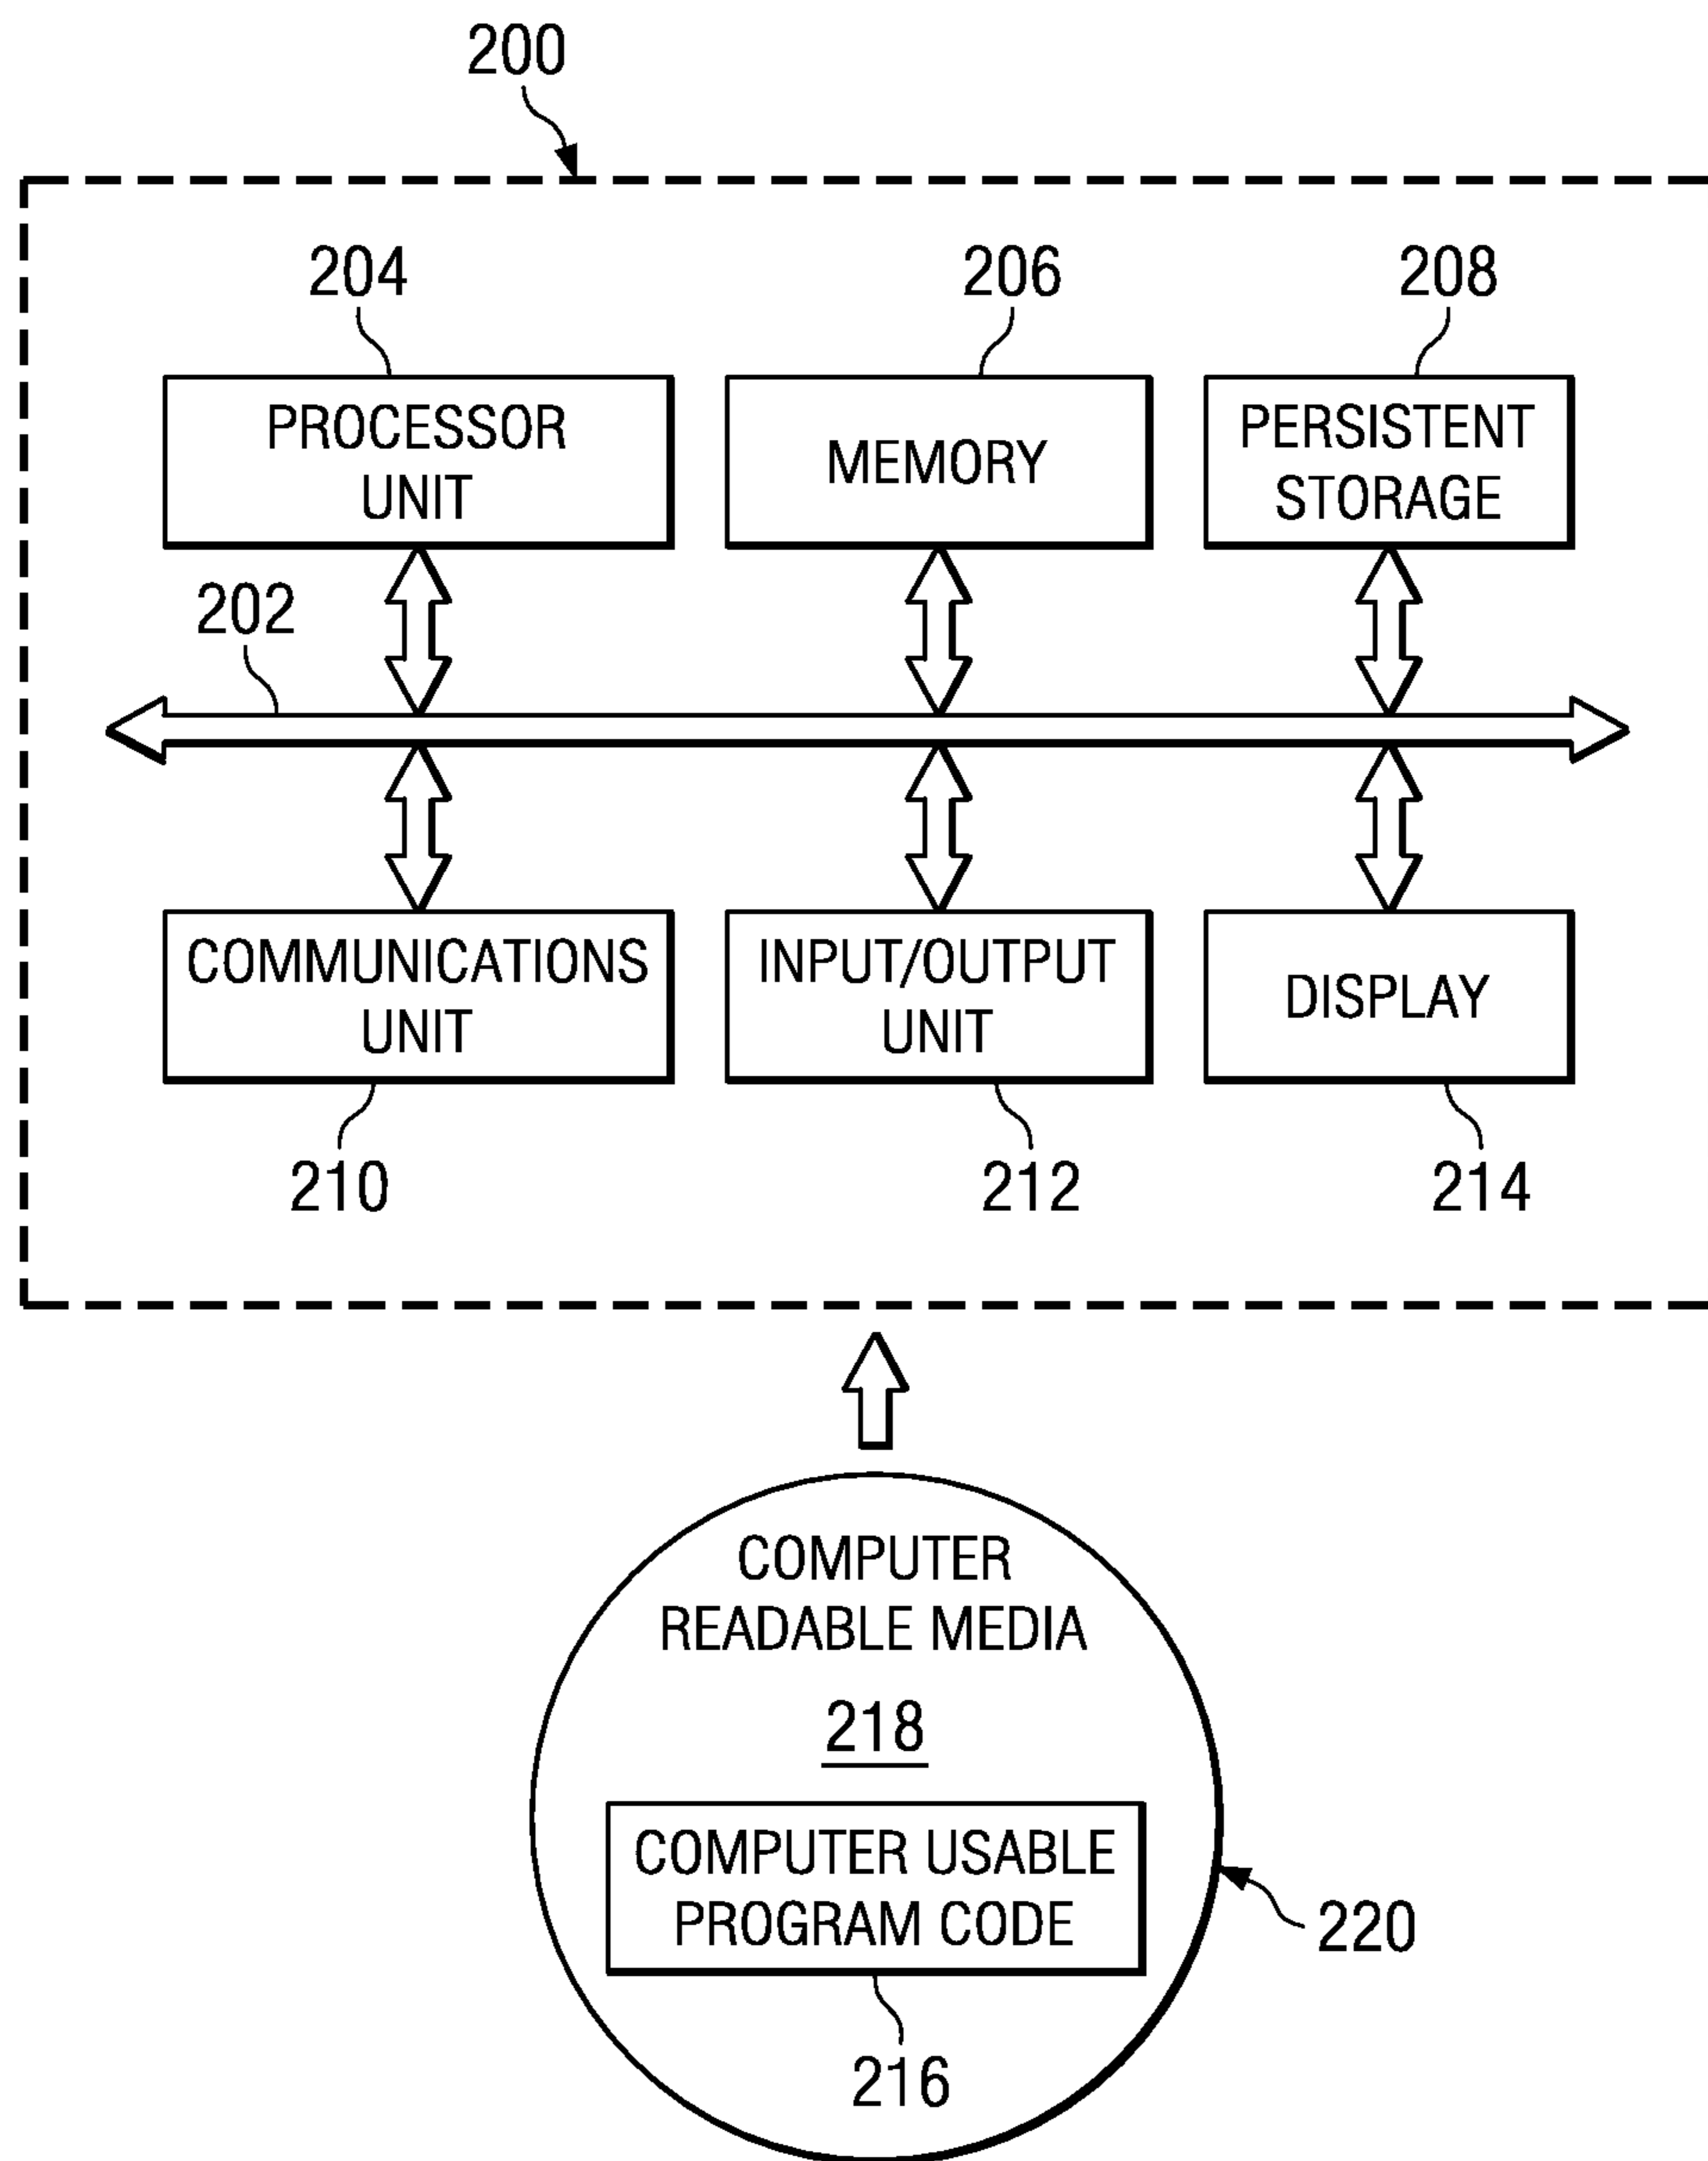 200
204
206
208
PROCESSOR
UNIT
MEMORY
PERSISTENT
STORAGE
202
COMMUNICATIONS
UNIT
INPUT/OUTPUT
UNIT
DISPLAY
210
212
214
COMPUTER
READABLE MEDIA
218
COMPUTER USABLE
PROGRAM CODE
220
216